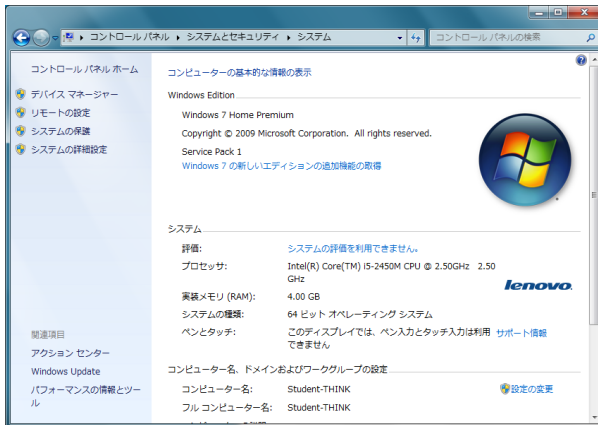 コントロール パネル ▸ システムとセキュリティ ▸ システム
コントロール パネルの検索
コントロール パネル ホーム
デバイス マネージャー
リモートの設定
システムの保護
システムの詳細設定
コンピューターの基本的な情報の表示
Windows Edition
Windows 7 Home Premium
Copyright © 2009 Microsoft Corporation. All rights reserved.
Service Pack 1
Windows 7 の新しいエディションの追加機能の取得
システム
評価: システムの評価を利用できません。
プロセッサ: Intel(R) Core(TM) i5-2450M CPU @ 2.50GHz 2.50
GHz
lenovo
実装メモリ (RAM): 4.00 GB
システムの種類: 64 ビット オペレーティング システム
ペンとタッチ: このディスプレイでは、ペン入力とタッチ入力は利用
できません
サポート情報
コンピューター名、ドメインおよびワークグループの設定
コンピューター名: Student-THINK
設定の変更
フル コンピューター名: Student-THINK
関連項目
アクション センター
Windows Update
パフォーマンスの情報とツー
ル